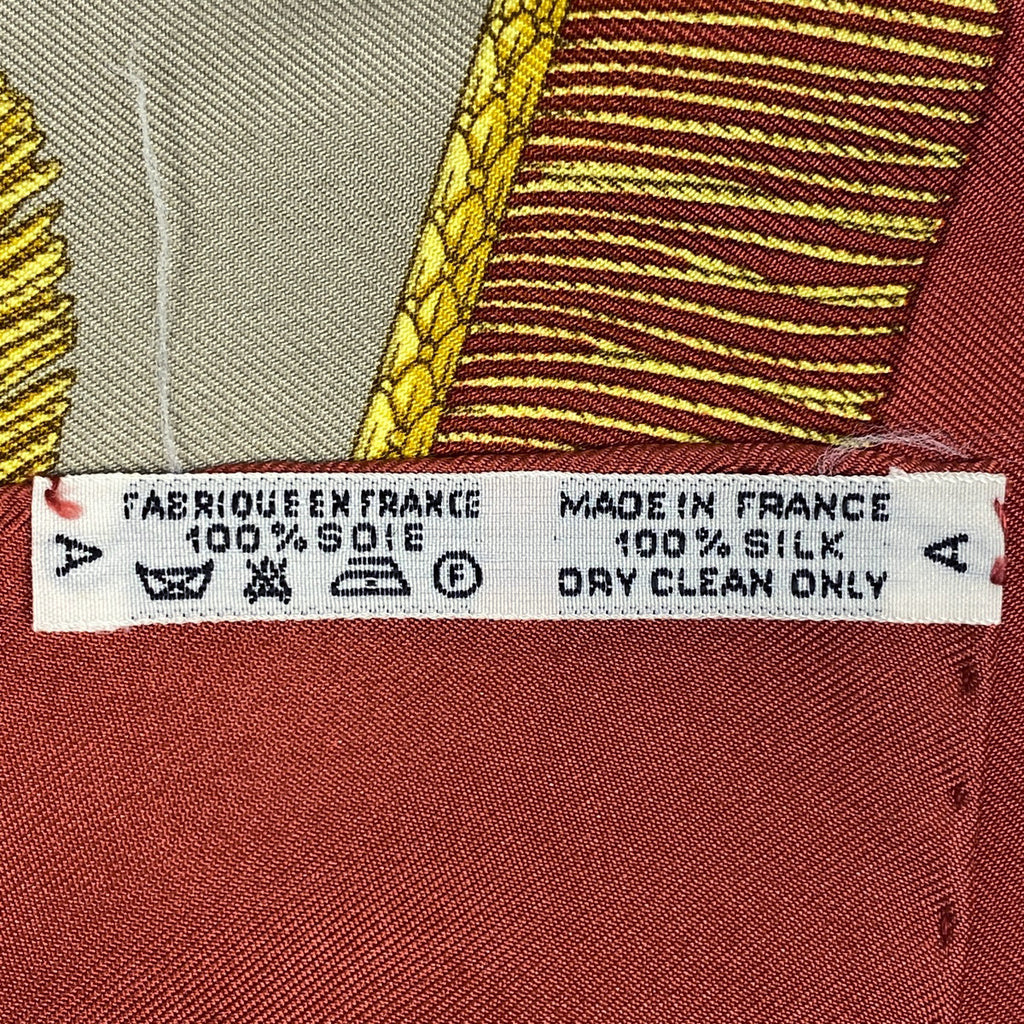 FABRIQUE EN FRANCE
100% SOIE
A
F
MADE IN FRANCE
100% SILK
DRY CLEAN ONLY
A